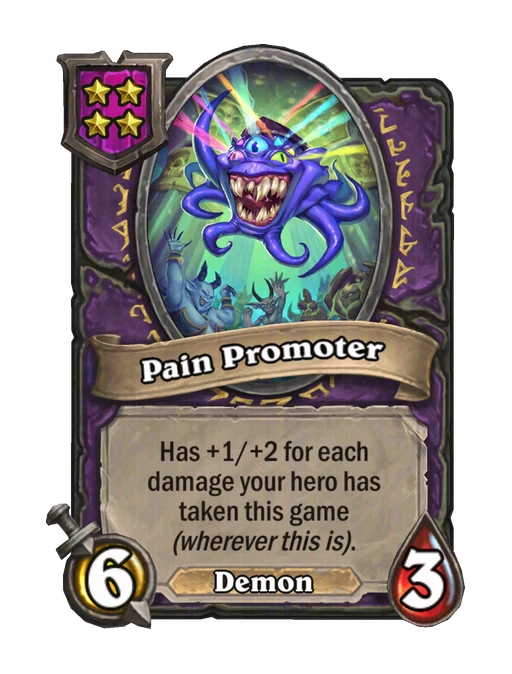 Pain Promoter
Has +1/+2 for each
damage your hero has
taken this game
(wherever this is).
6
Demon
3